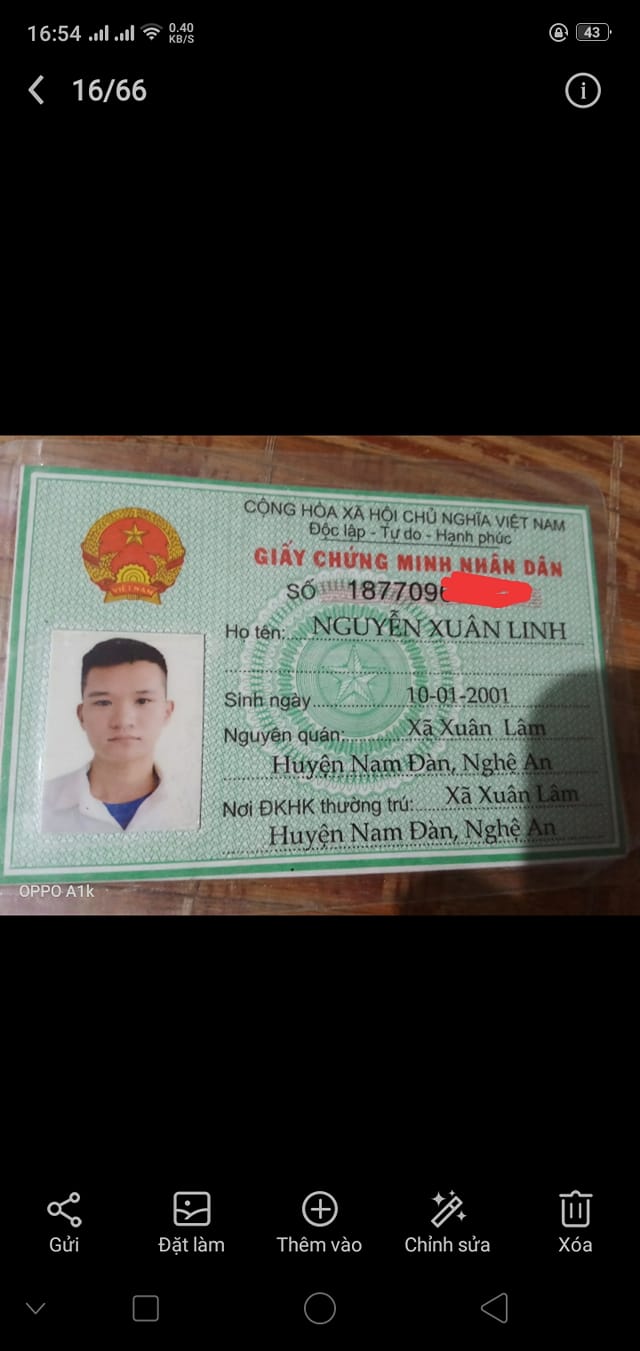 16:54 0.40 KB/S 43
16/66
CỘNG HÒA XÃ HỘI CHỦ NGHĨA VIỆT NAM
Độc lập - Tự do - Hạnh phúc
GIẤY CHỨNG MINH NHÂN DÂN
SỐ 187709
VIỆT NAM
Họ tên: NGUYỄN XUÂN LINH
Sinh ngày 10-01-2001
Nguyên quán: Xã Xuân Lâm
Huyện Nam Đàn, Nghệ An
Nơi ĐKHK thường trú: Xã Xuân Lâm
Huyện Nam Đàn, Nghệ An
OPPO A1k
Gửi Đặt làm Thêm vào Chỉnh sửa Xóa